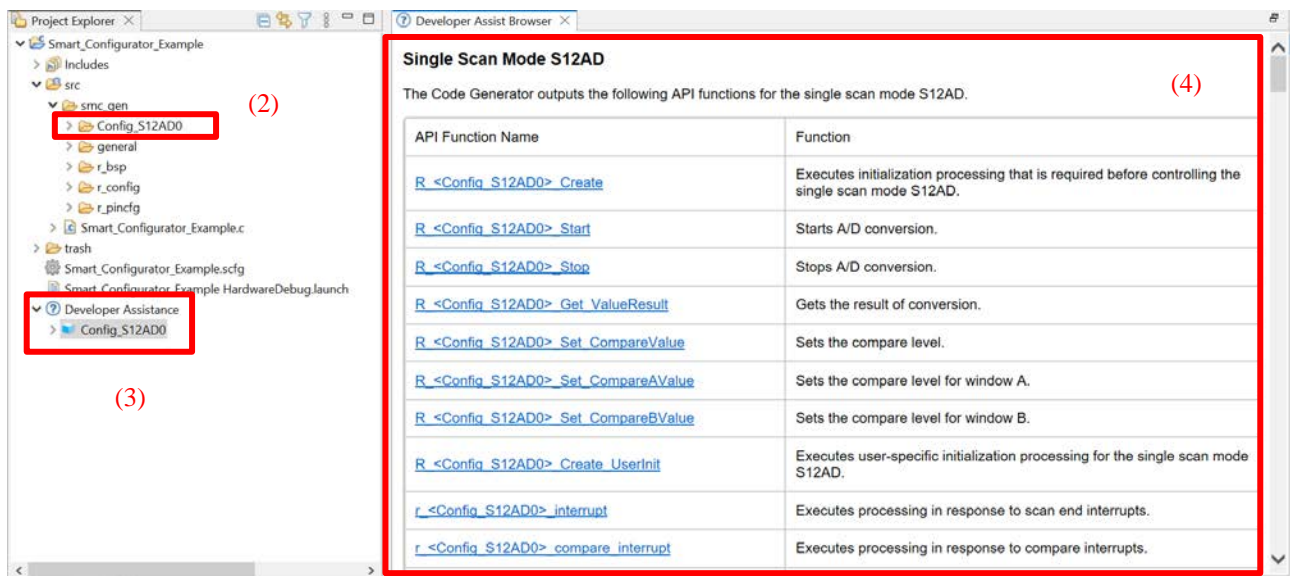 Project Explorer
Smart_Configurator_Example
Includes
src
smc_gen
(2)
Config_S12AD0
general
r_bsp
r_config
r_pincfg
Smart_Configurator_Example.c
trash
Smart_Configurator_Example.scfg
Smart_Configurator_Example HardwareDebug.launch
Developer Assistance
Config_S12AD0
(3)
Developer Assist Browser
Single Scan Mode S12AD
(4)
The Code Generator outputs the following API functions for the single scan mode S12AD.
API Function Name
Function
R_<Config_S12AD0>_Create
Executes initialization processing that is required before controlling the
single scan mode S12AD.
R_<Config_S12AD0>_Start
Starts A/D conversion.
R_<Config_S12AD0>_Stop
Stops A/D conversion.
R_<Config_S12AD0>_Get_ValueResult
Gets the result of conversion.
R_<Config_S12AD0>_Set_CompareValue
Sets the compare level.
R_<Config_S12AD0>_Set_CompareAValue
Sets the compare level for window A.
R_<Config_S12AD0>_Set_CompareBValue
Sets the compare level for window B.
R_<Config_S12AD0>_Create_UserInit
Executes user-specific initialization processing for the single scan mode
S12AD.
r_<Config_S12AD0>_interrupt
Executes processing in response to scan end interrupts.
r_<Config_S12AD0>_compare_interrupt
Executes processing in response to compare interrupts.